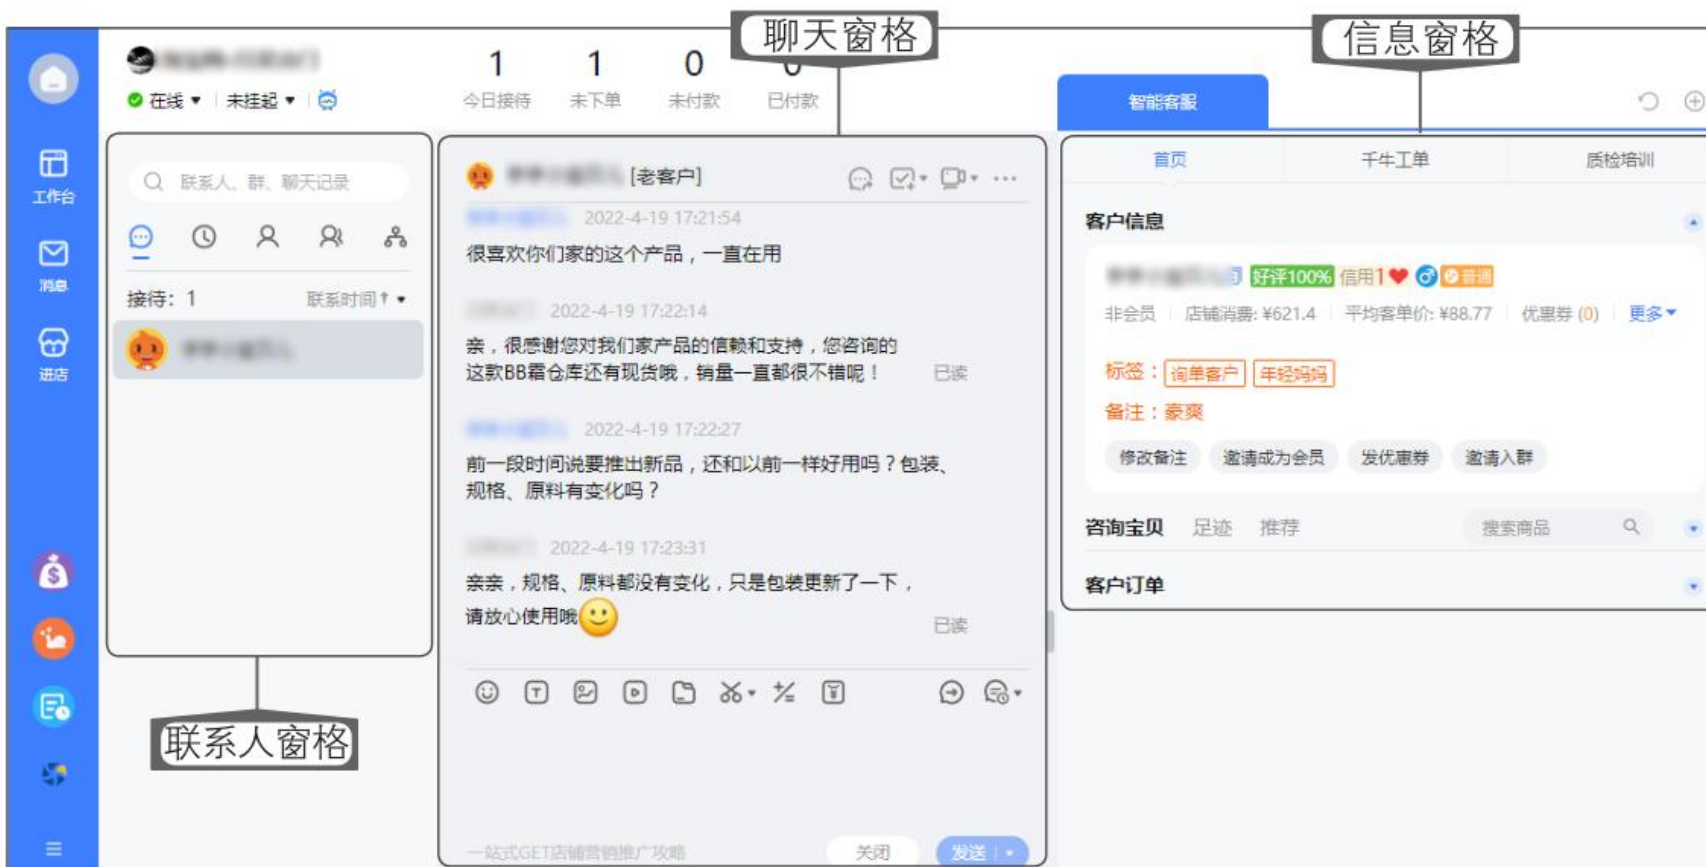 聊天窗格
信息窗格
1 1 0 0
在线 未挂起
今日接待 未下单 未付款 已付款
智能客服
工作台
消息
进店
联系人、群、聊天记录
接待：1 联系时间↑
联系人窗格
[老客户]
2022-4-19 17:21:54
很喜欢你们家的这个产品，一直在用
2022-4-19 17:22:14
亲，很感谢您对我们家产品的信赖和支持，您咨询的
这款BB霜仓库还有现货哦，销量一直都很不错呢！ 已读
2022-4-19 17:22:27
前一段时间说要推出新品，还和以前一样好用吗？包装、
规格、原料有变化吗？
2022-4-19 17:23:31
亲亲，规格、原料都没有变化，只是包装更新了一下，
请放心使用哦 已读
一站式GET店铺营销推广攻略 关闭 发送
首页 千牛工单 质检培训
客户信息
好评100% 信用1 普通
非会员 店铺消费: ¥621.4 平均客单价: ¥88.77 优惠券 (0) 更多
标签：询单客户 年轻妈妈
备注：豪爽
修改备注 邀请成为会员 发优惠券 邀请入群
咨询宝贝 足迹 推荐 搜索商品
客户订单